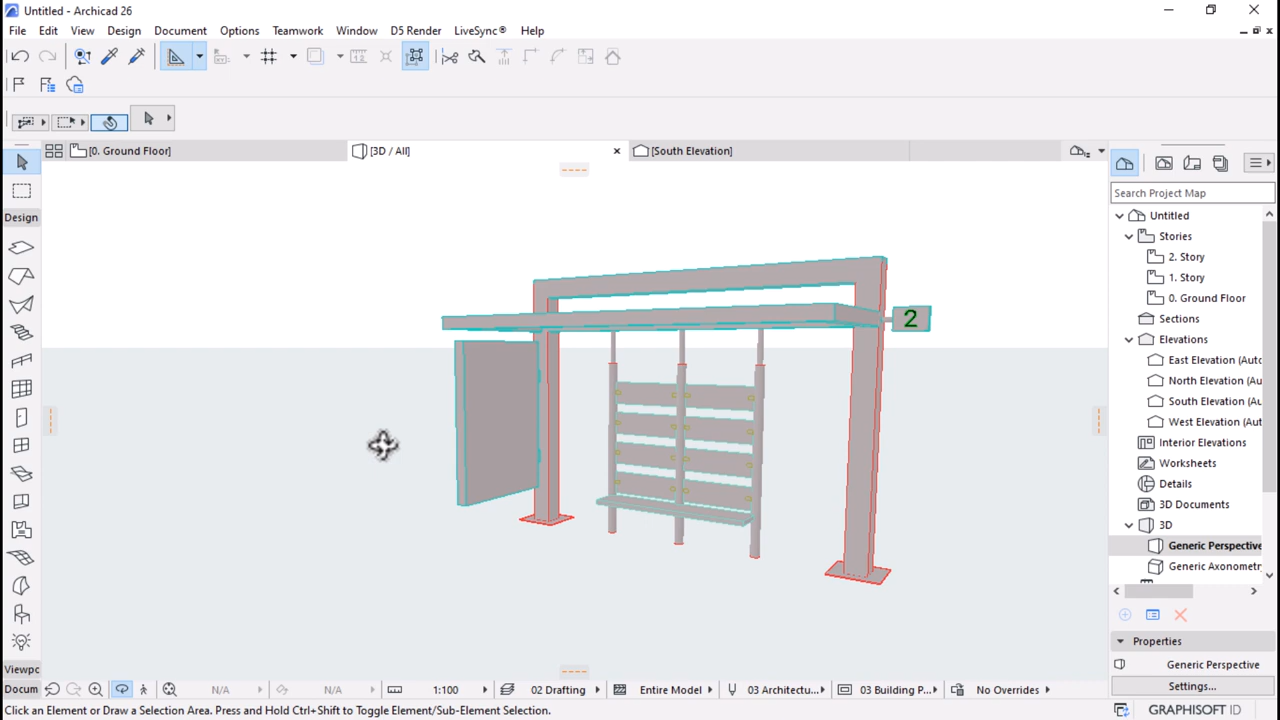 Untitled - Archicad 26
File Edit View Design Document Options Teamwork Window D5 Render LiveSync® Help
[0. Ground Floor]
[3D / All]
[South Elevation]
Design
Search Project Map
Untitled
Stories
2. Story
1. Story
0. Ground Floor
Sections
Elevations
East Elevation (Auto
North Elevation (Au
South Elevation (Au
West Elevation (Au
Interior Elevations
Worksheets
Details
3D Documents
3D
Generic Perspective
Generic Axonometr
2
Properties
Generic Perspective
Settings...
Viewpc
Docum
N/A
N/A
1:100
02 Drafting
Entire Model
03 Architectu...
03 Building P...
No Overrides
Click an Element or Draw a Selection Area. Press and Hold Ctrl+Shift to Toggle Element/Sub-Element Selection.
GRAPHISOFT ID